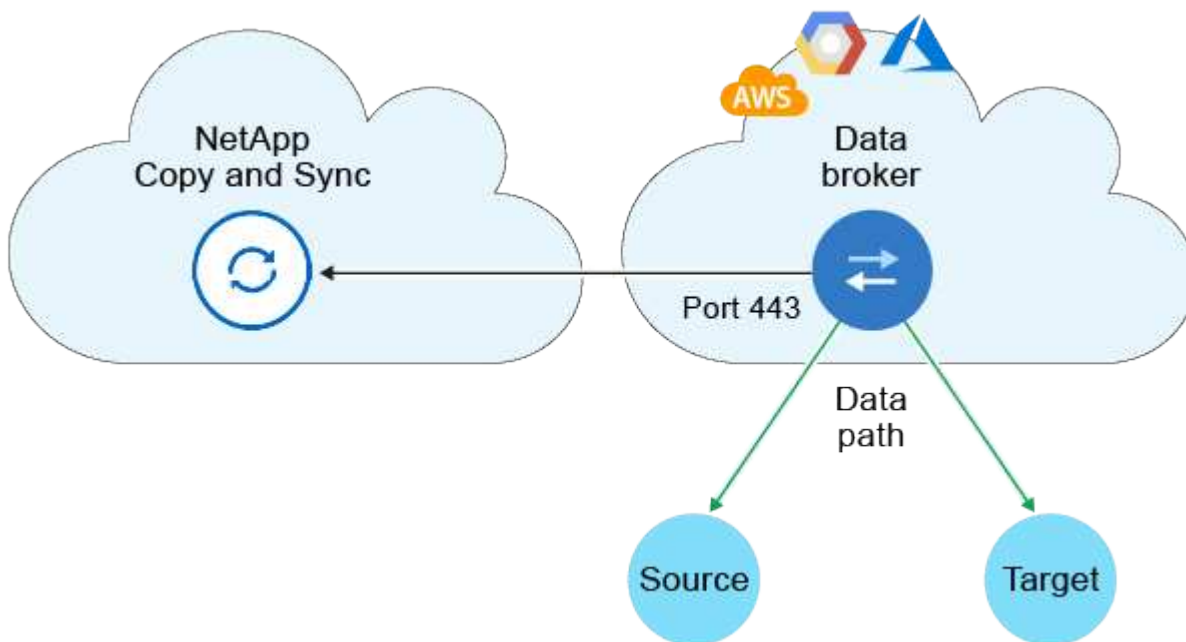 AWS
NetApp
Copy and Sync
Data
broker
Port 443
Data
path
Source
Target